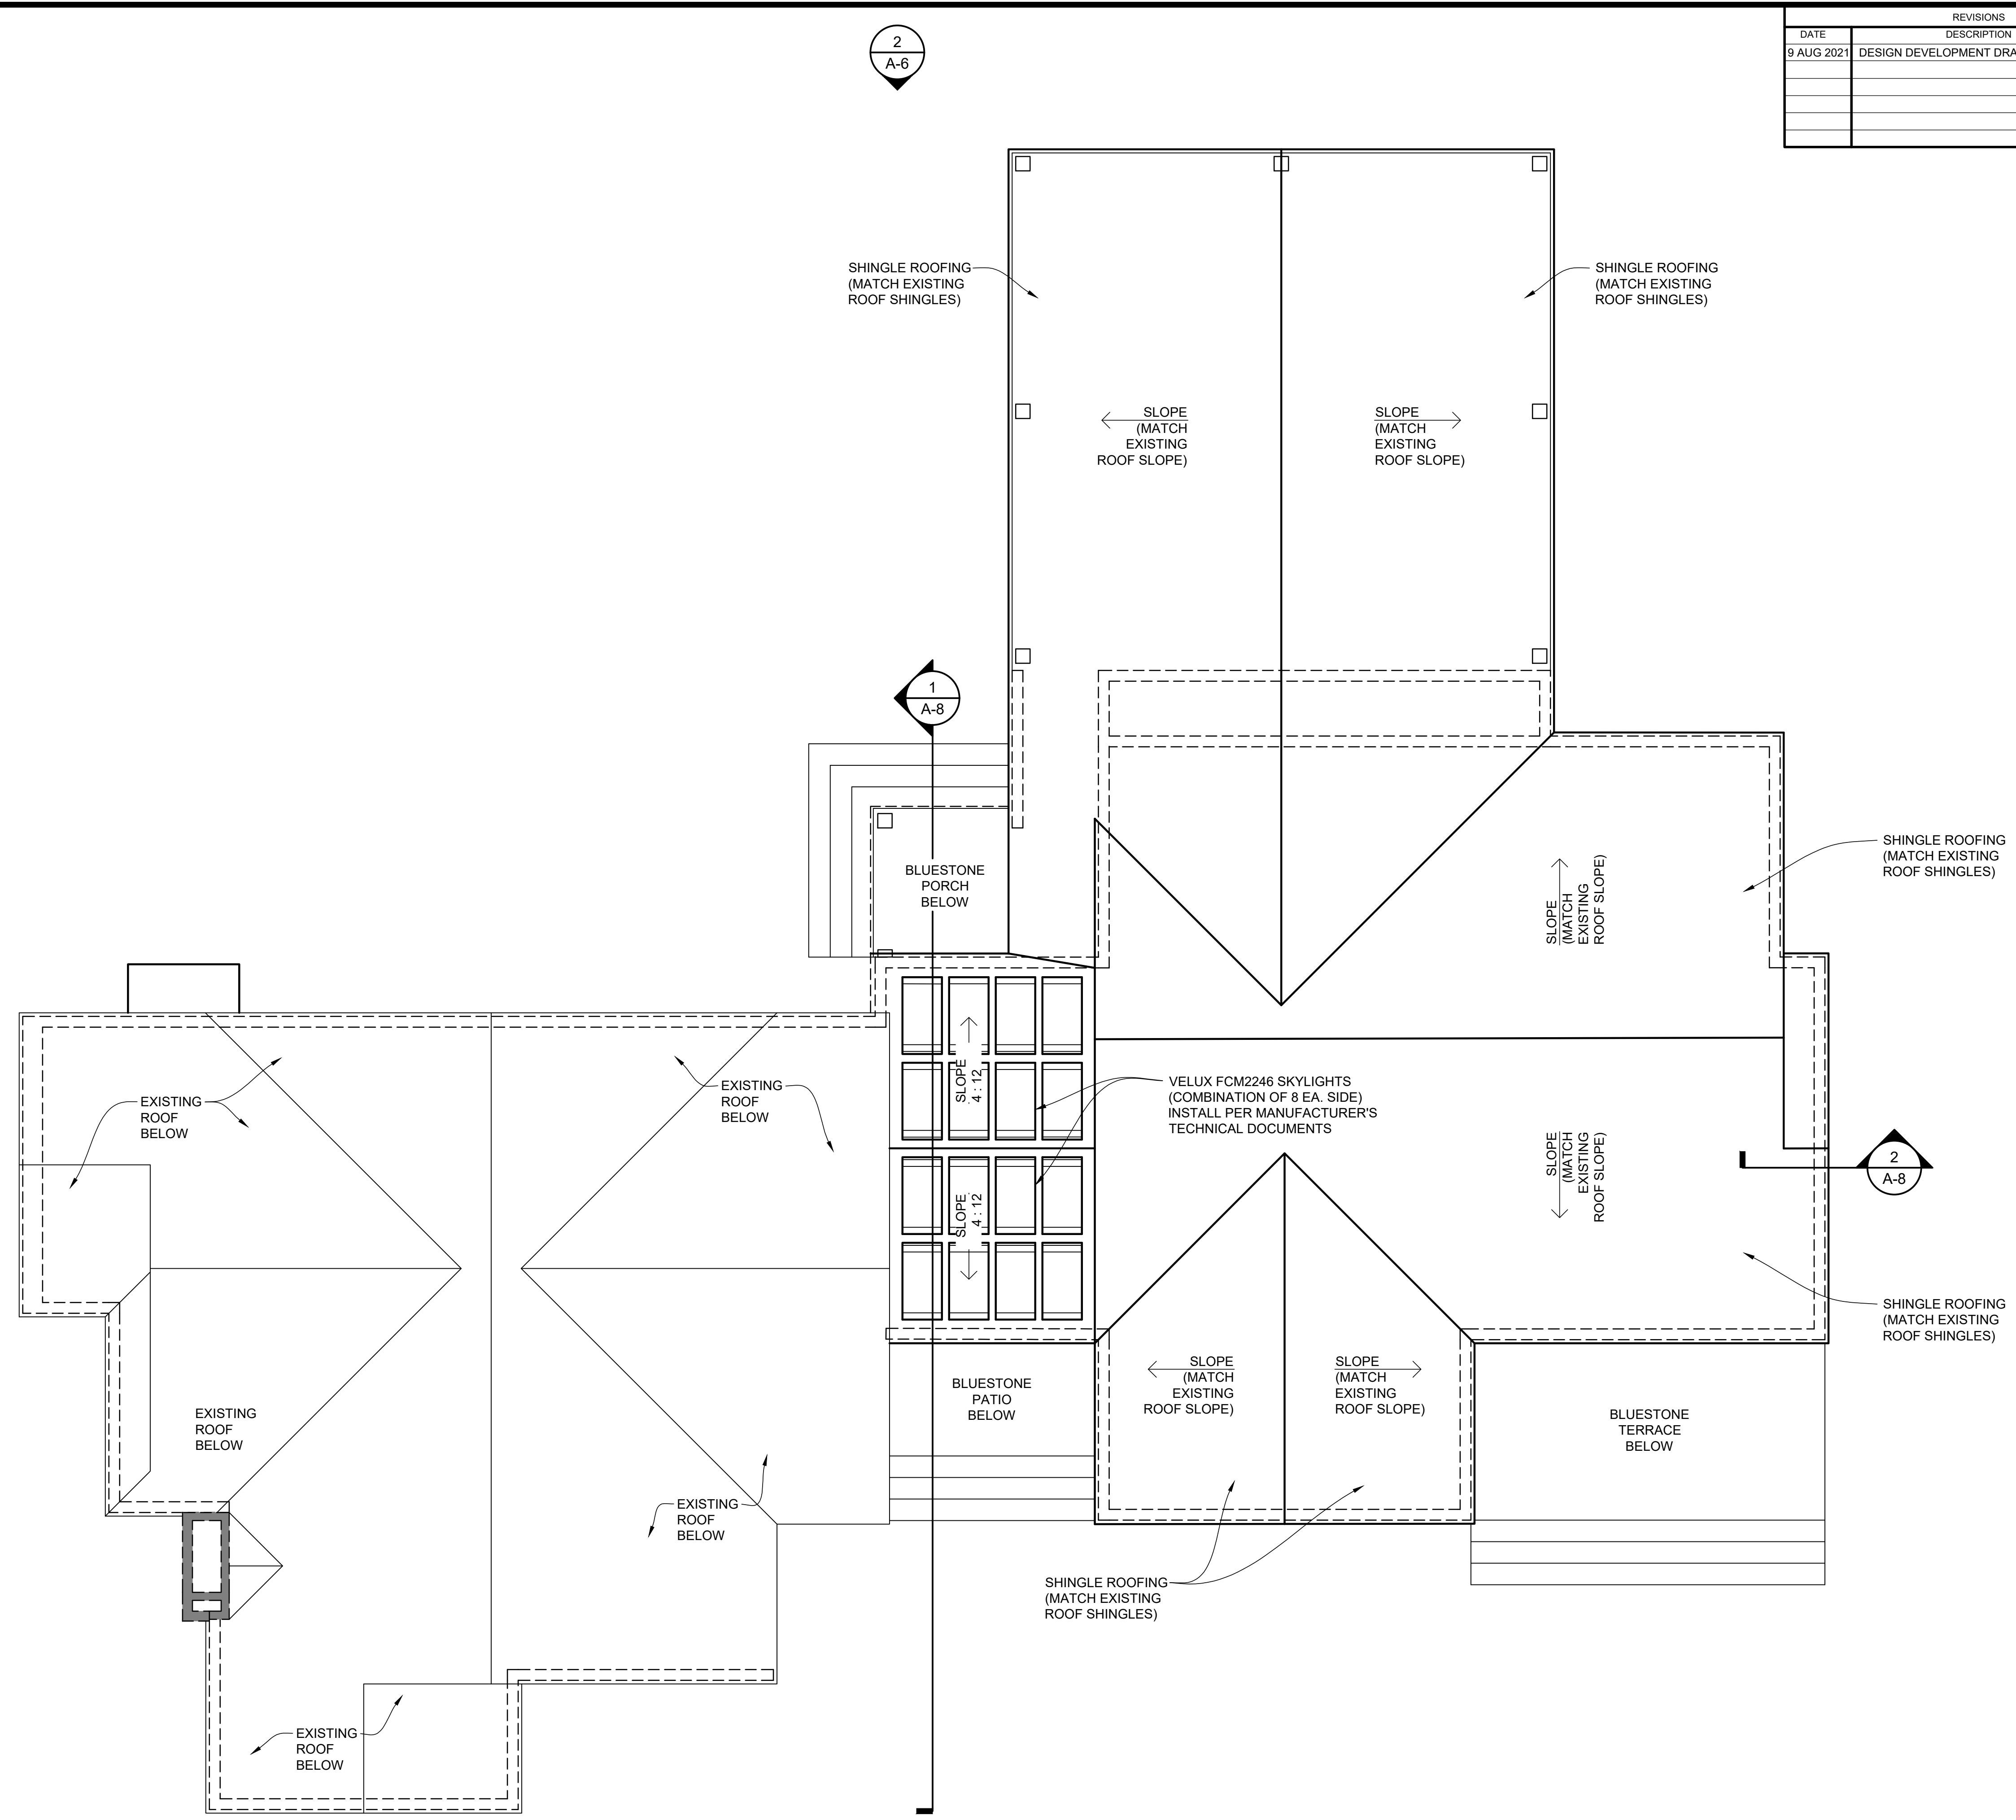 REVISIONS
DATE
DESCRIPTION
9 AUG 2021
DESIGN DEVELOPMENT DRA
2
A-6
SHINGLE ROOFING
(MATCH EXISTING
ROOF SHINGLES)
SHINGLE ROOFING
(MATCH EXISTING
ROOF SHINGLES)
SLOPE
(MATCH
EXISTING
ROOF SLOPE)
SLOPE
(MATCH
EXISTING
ROOF SLOPE)
1
A-8
BLUESTONE
PORCH
BELOW
SLOPE
(MATCH
EXISTING
ROOF SLOPE)
SHINGLE ROOFING
(MATCH EXISTING
ROOF SHINGLES)
EXISTING
ROOF
BELOW
EXISTING
ROOF
BELOW
SLOPE
4 : 12
VELUX FCM2246 SKYLIGHTS
(COMBINATION OF 8 EA. SIDE)
INSTALL PER MANUFACTURER'S
TECHNICAL DOCUMENTS
SLOPE
4 : 12
SLOPE
(MATCH
EXISTING
ROOF SLOPE)
2
A-8
SHINGLE ROOFING
(MATCH EXISTING
ROOF SHINGLES)
EXISTING
ROOF
BELOW
BLUESTONE
PATIO
BELOW
SLOPE
(MATCH
EXISTING
ROOF SLOPE)
SLOPE
(MATCH
EXISTING
ROOF SLOPE)
BLUESTONE
TERRACE
BELOW
EXISTING
ROOF
BELOW
SHINGLE ROOFING
(MATCH EXISTING
ROOF SHINGLES)
EXISTING
ROOF
BELOW